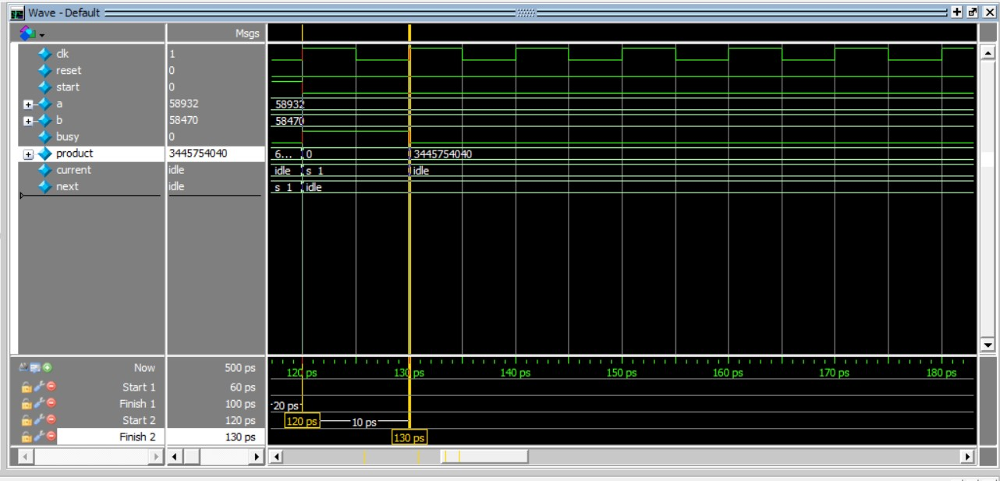 Wave - Default
Msgs
clk 1
reset 0
start 0
a 58932 58932
b 58470 58470
busy 0
product 3445754040 6... 0 3445754040
current idle idle s_1 idle
next idle s_1 idle
Now 500 ps 120 ps 130 ps 140 ps 150 ps 160 ps 170 ps 180 ps
Start 1 60 ps
Finish 1 100 ps 20 ps
Start 2 120 ps 120 ps 10 ps
Finish 2 130 ps 130 ps